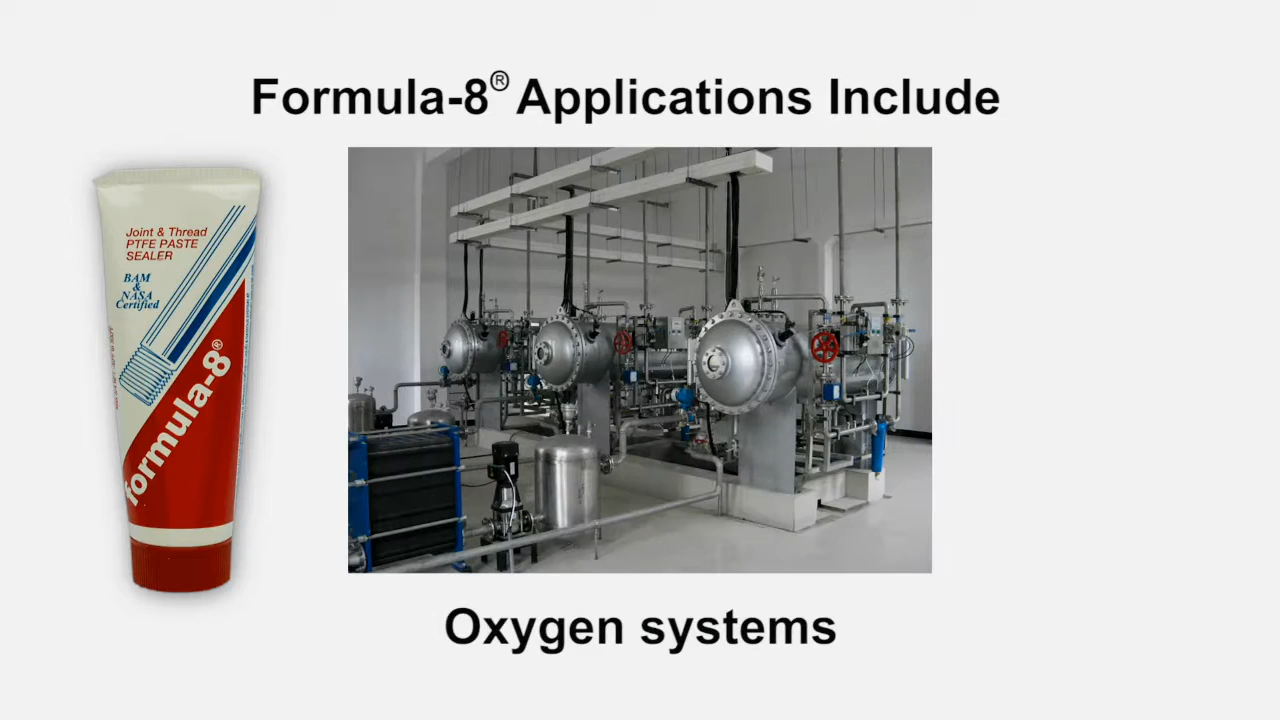 Formula-8® Applications Include
Joint & Thread
PTFE PASTE
SEALER
BAM
&
NASA
Certified
formula-8®
Oxygen systems